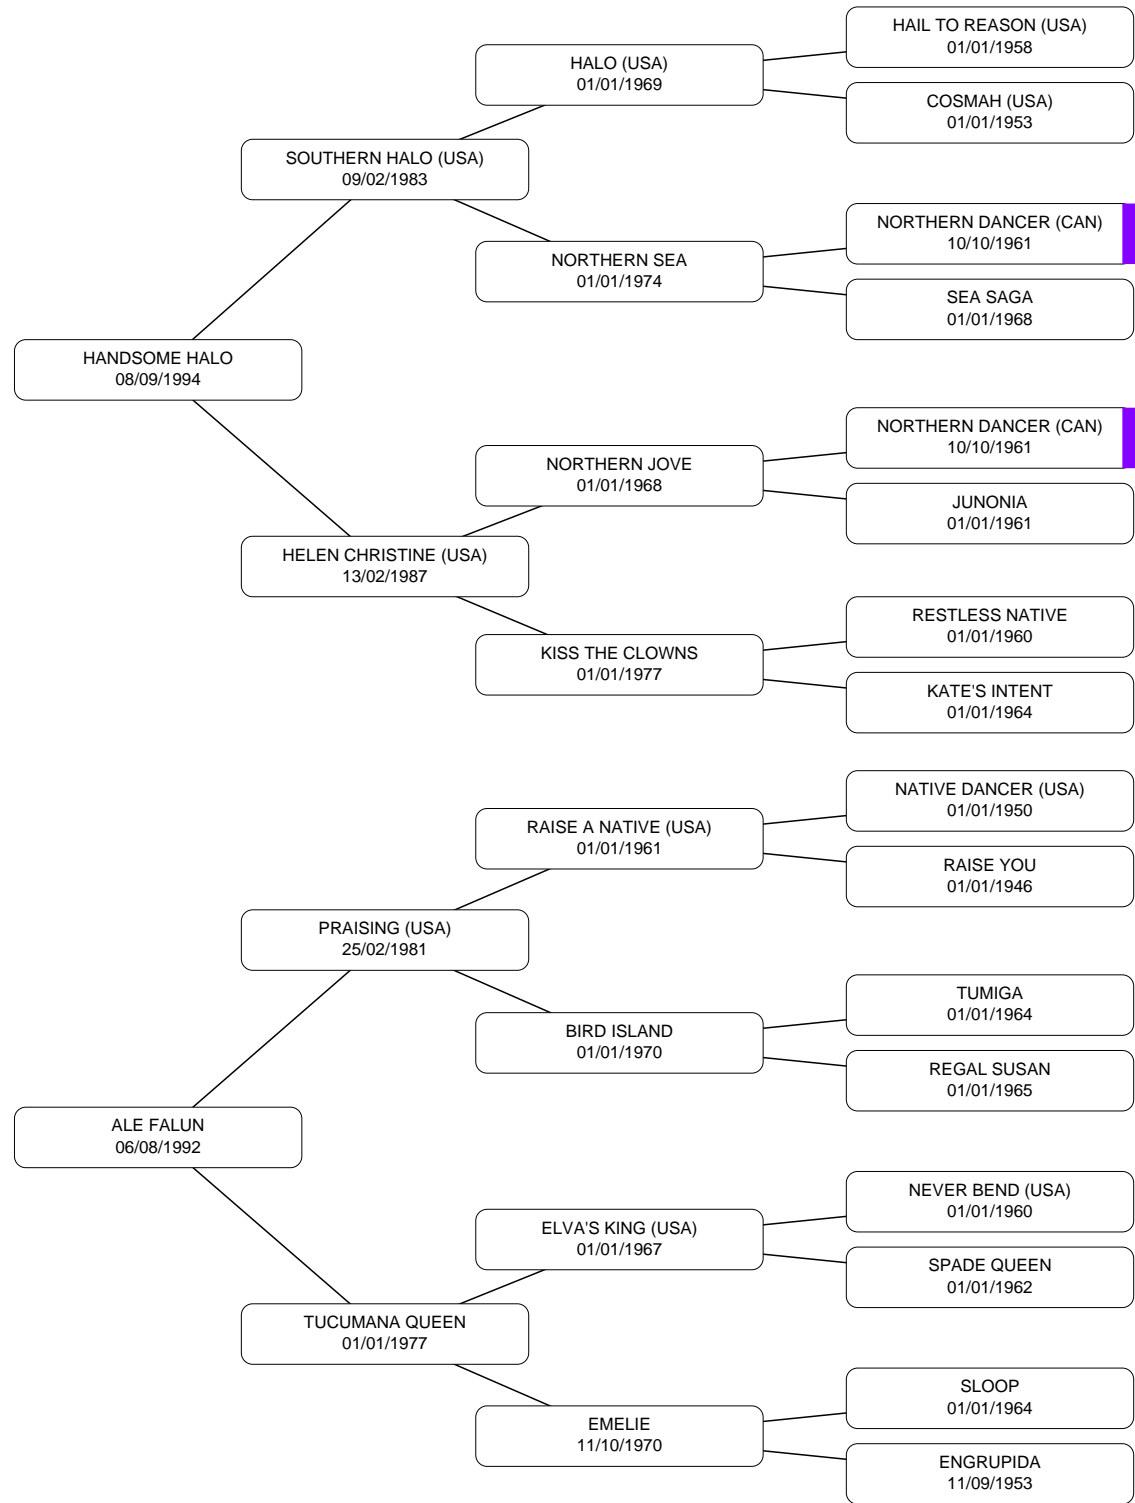 HAIL TO REASON (USA)
01/01/1958
HALO (USA)
01/01/1969
COSMAH (USA)
01/01/1953
SOUTHERN HALO (USA)
09/02/1983
NORTHERN DANCER (CAN)
10/10/1961
NORTHERN SEA
01/01/1974
SEA SAGA
01/01/1968
HANDSOME HALO
08/09/1994
NORTHERN DANCER (CAN)
10/10/1961
NORTHERN JOVE
01/01/1968
JUNONIA
01/01/1961
HELEN CHRISTINE (USA)
13/02/1987
RESTLESS NATIVE
01/01/1960
KISS THE CLOWNS
01/01/1977
KATE'S INTENT
01/01/1964
NATIVE DANCER (USA)
01/01/1950
RAISE A NATIVE (USA)
01/01/1961
RAISE YOU
01/01/1946
PRAISING (USA)
25/02/1981
TUMIGA
01/01/1964
BIRD ISLAND
01/01/1970
REGAL SUSAN
01/01/1965
ALE FALUN
06/08/1992
NEVER BEND (USA)
01/01/1960
ELVA'S KING (USA)
01/01/1967
SPADE QUEEN
01/01/1962
TUCUMANA QUEEN
01/01/1977
SLOOP
01/01/1964
EMELIE
11/10/1970
ENGRUPIDA
11/09/1953